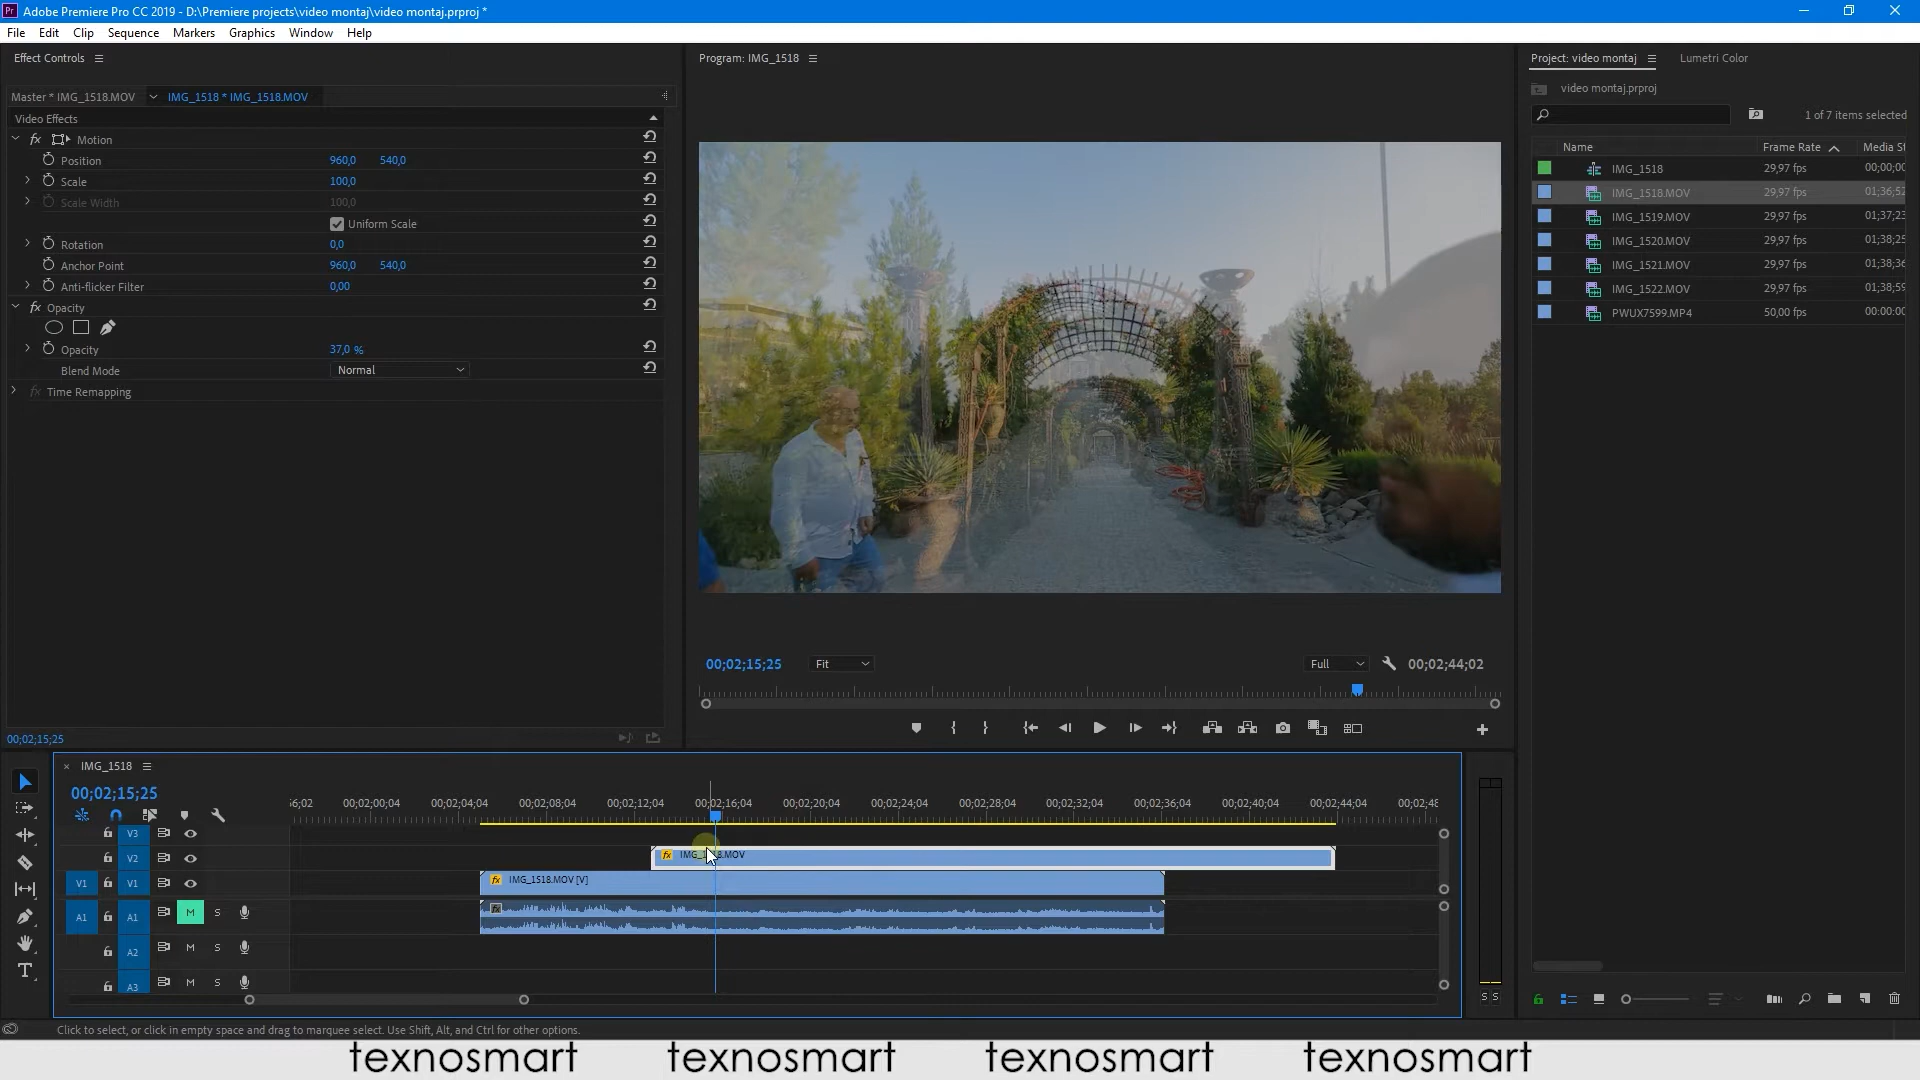 Adobe Premiere Pro CC 2019 - D:\Premiere projects\video montaj\video montaj.prproj *
File Edit Clip Sequence Markers Graphics Window Help
Effect Controls
Master * IMG_1518.MOV IMG_1518 * IMG_1518.MOV
Video Effects
fx Motion
Position 960,0 540,0
Scale 100,0
Scale Width 100,0
Uniform Scale
Rotation 0,0
Anchor Point 960,0 540,0
Anti-flicker Filter 0,00
fx Opacity
Opacity 37,0 %
Blend Mode Normal
fx Time Remapping
00;02;15;25
Program: IMG_1518
00;02;15;25 Fit Full 00;02;44;02
Project: video montaj Lumetri Color
video montaj.prproj
1 of 7 items selected
Name Frame Rate Media St
IMG_1518 29,97 fps 00;00;00
IMG_1518.MOV 29,97 fps 01;36;52
IMG_1519.MOV 29,97 fps 01;37;23
IMG_1520.MOV 29,97 fps 01;38;25
IMG_1521.MOV 29,97 fps 01;38;36
IMG_1522.MOV 29,97 fps 01;38;59
PWUX7599.MP4 50,00 fps 00:00:00
IMG_1518
00;02;15;25
56;02 00;02;00;04 00;02;04;04 00;02;08;04 00;02;12;04 00;02;16;04 00;02;20;04 00;02;24;04 00;02;28;04 00;02;32;04 00;02;36;04 00;02;40;04 00;02;44;04 00;02;48
V3
V2 fx IMG_1518.MOV
V1 V1 fx IMG_1518.MOV [V]
A1 A1 M S fx
A2 M S
A3 M S
S S
Click to select, or click in empty space and drag to marquee select. Use Shift, Alt, and Ctrl for other options.
texnosmart texnosmart texnosmart texnosmart